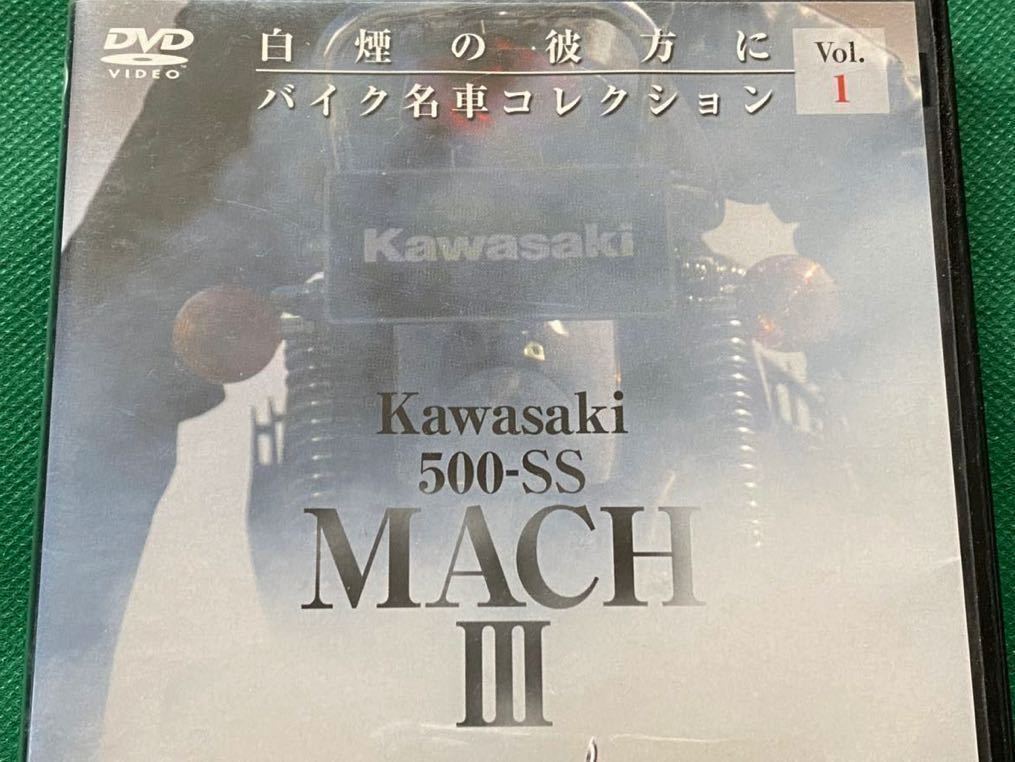 DVD
VIDEO
白煙の彼方に
バイク名車コレクション
Vol.
1
Kawasaki
Kawasaki
500-SS
MACH
III